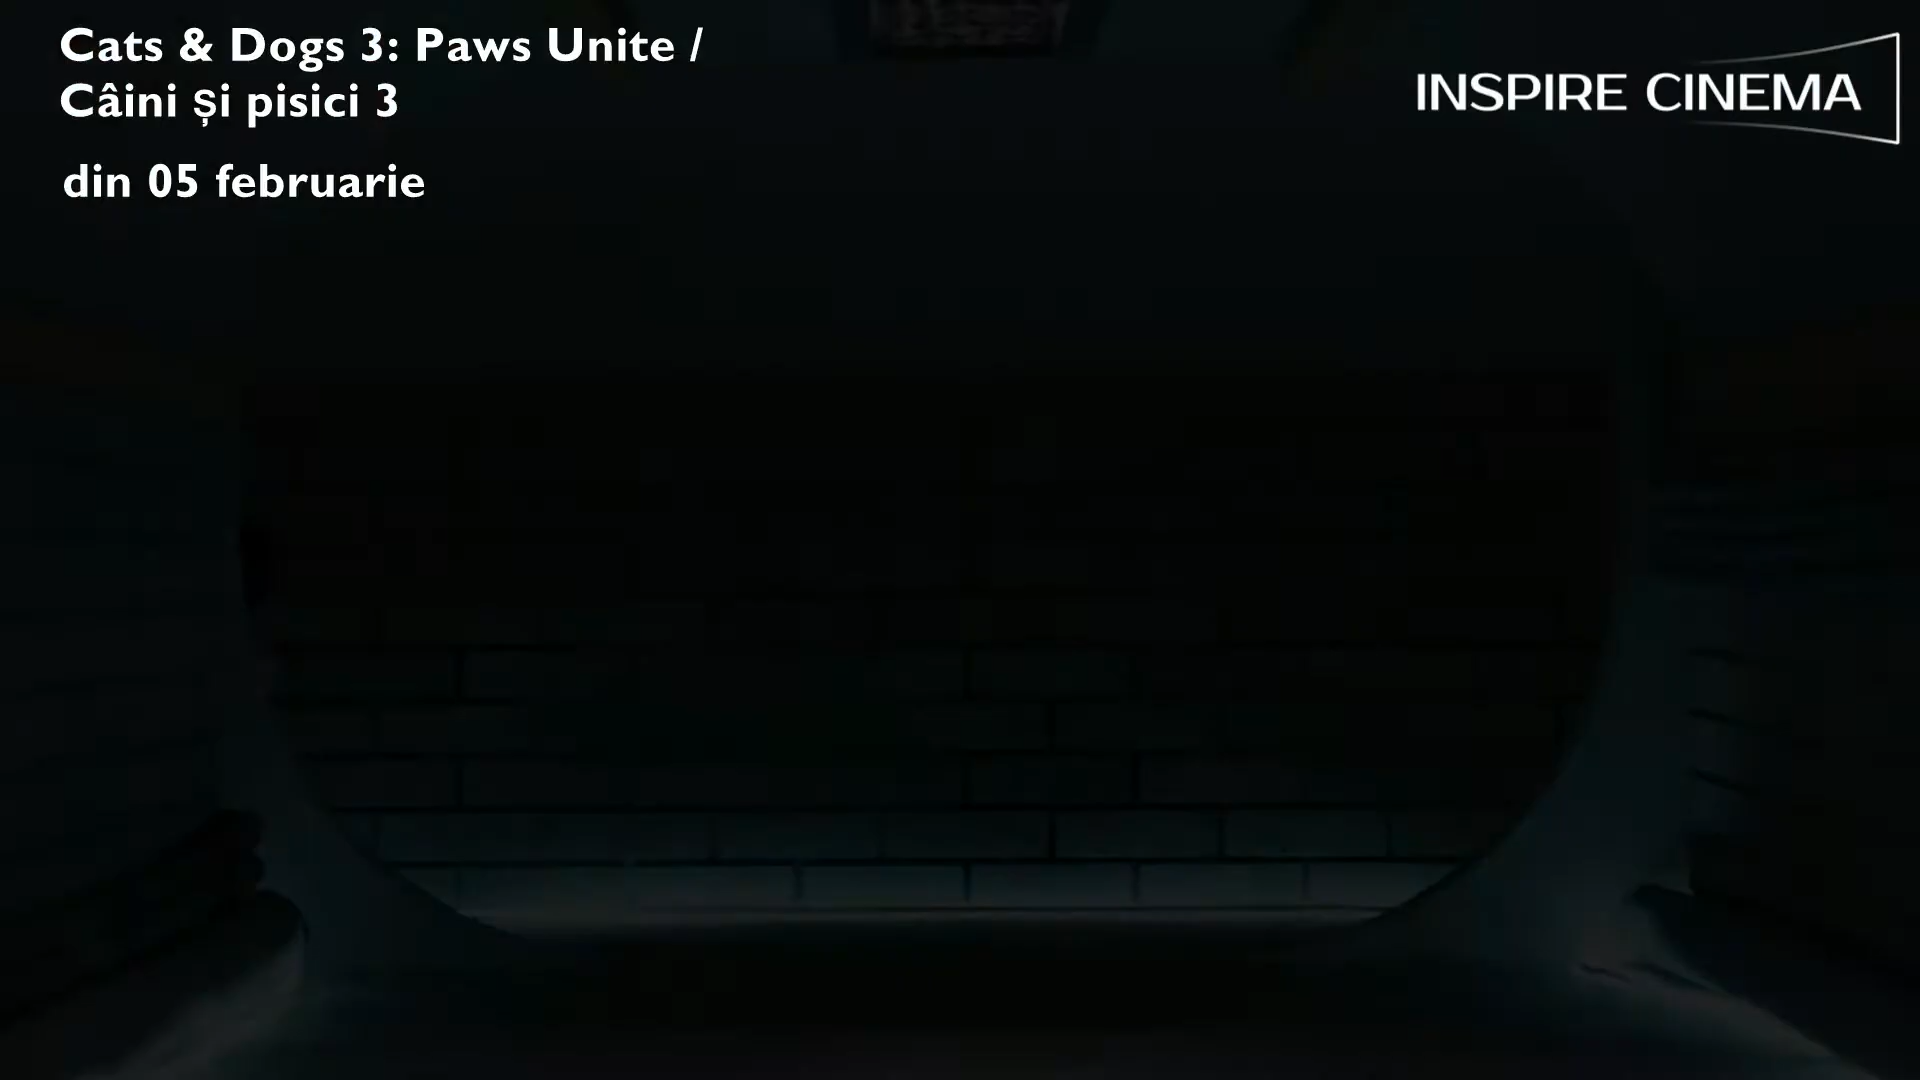 Cats & Dogs 3: Paws Unite /
Câini și pisici 3
din 05 februarie
INSPIRE CINEMA